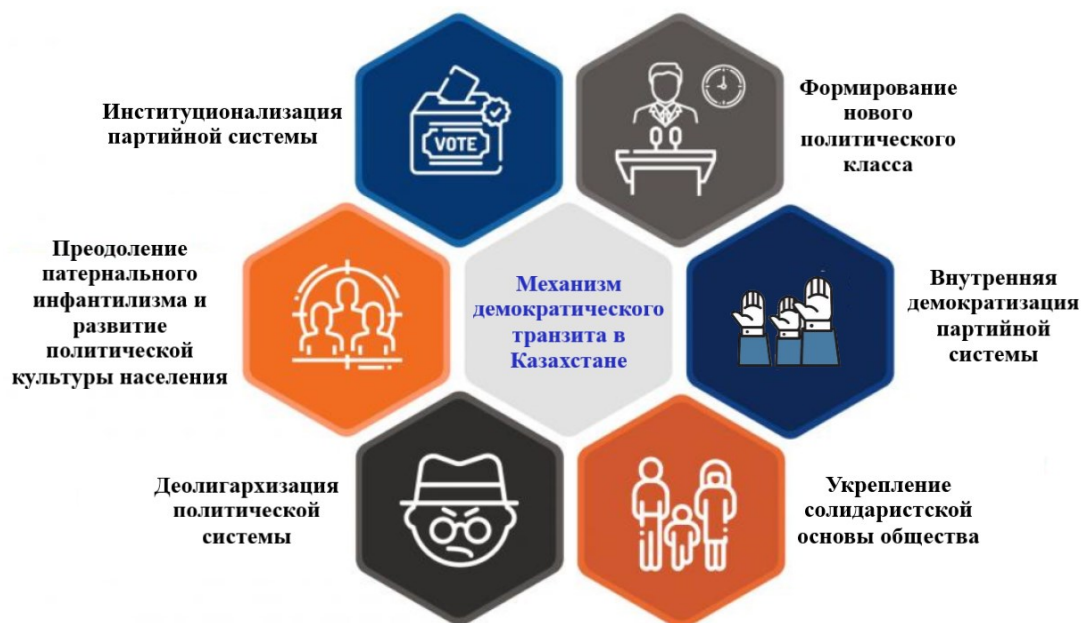 Институционализация
партийной системы
VOTE
Формирование
нового
политического
класса
Преодоление
патернального
инфантилизма и
развитие
политической
культуры населения
Механизм
демократического
транзита в
Казахстане
Внутренняя
демократизация
партийной
системы
Деолигархизация
политической
системы
Укрепление
солидаристской
основы общества